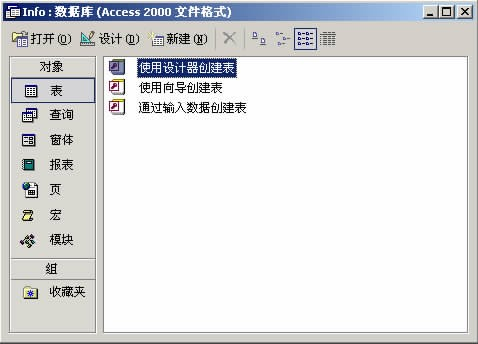 Info : 数据库 (Access 2000 文件格式)
打开(O) 设计(D) 新建(N)
对象
表
查询
窗体
报表
页
宏
模块
组
收藏夹
使用设计器创建表
使用向导创建表
通过输入数据创建表